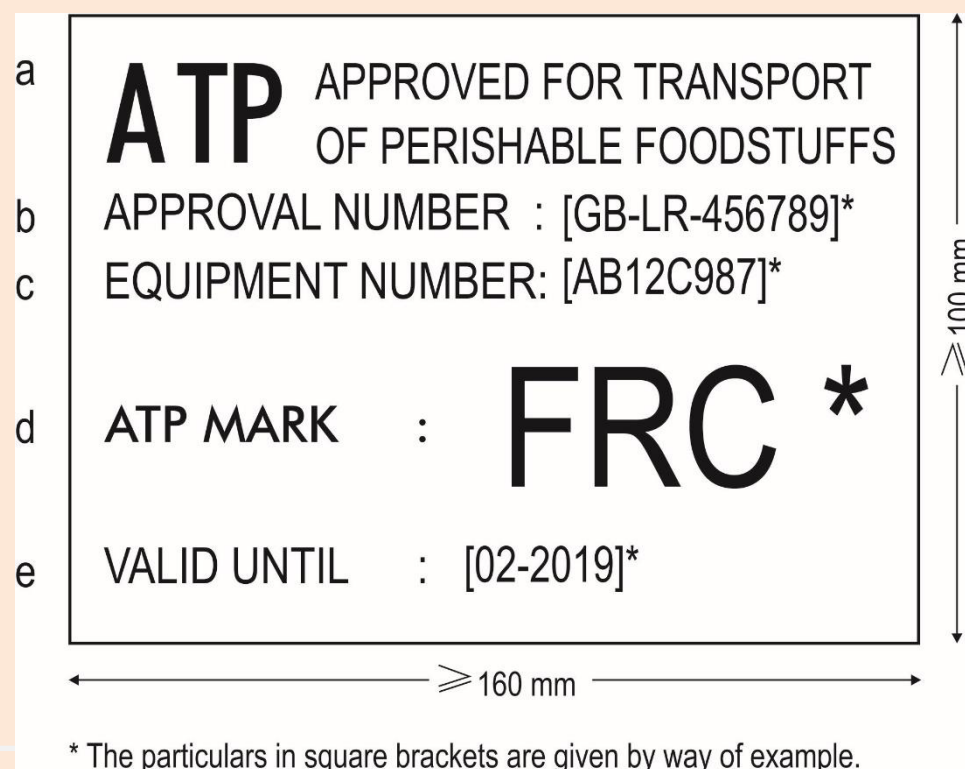 a ATP APPROVED FOR TRANSPORT
OF PERISHABLE FOODSTUFFS
b APPROVAL NUMBER : [GB-LR-456789]*
c EQUIPMENT NUMBER: [AB12C987]*
d ATP MARK : FRC *
e VALID UNTIL : [02-2019]*
⩾100 mm
⩾160 mm
* The particulars in square brackets are given by way of example.